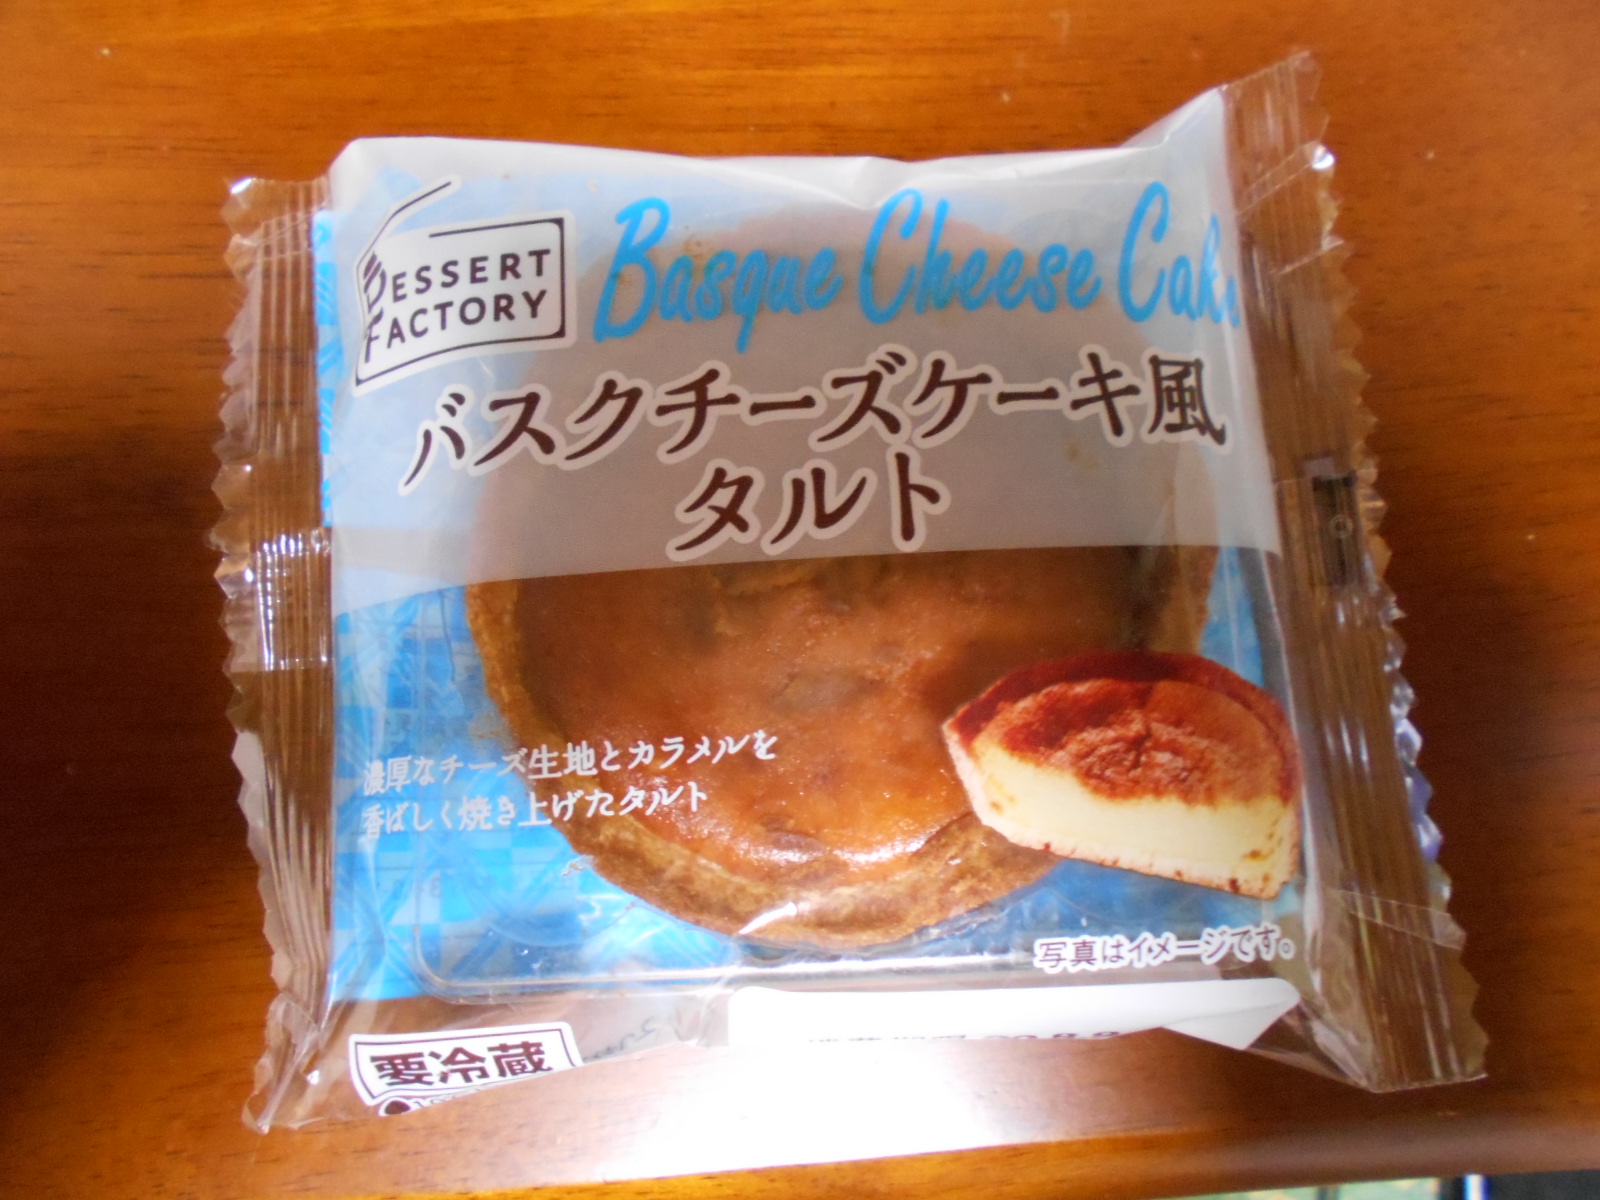 DESSERT
FACTORY
Basque Cheese Cake
バスクチーズケーキ風
タルト
濃厚なチーズ生地とカラメルを
香ばしく焼き上げたタルト
写真はイメージです。
要冷蔵